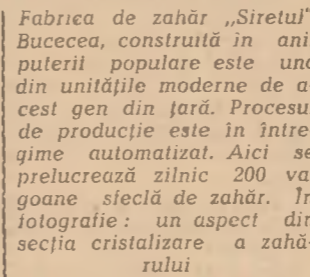 Fabrica de zahăr „Siretul"
Bucecea, construită în ani
puterii populare este una
din unitățile moderne de a-
cest gen din țară. Procesu
de producție este în între-
gime automatizat. Aici se
prelucrează zilnic 200 va-
goane sfeclă de zahăr. În
fotografie: un aspect din
secția cristalizare a zahă-
rului